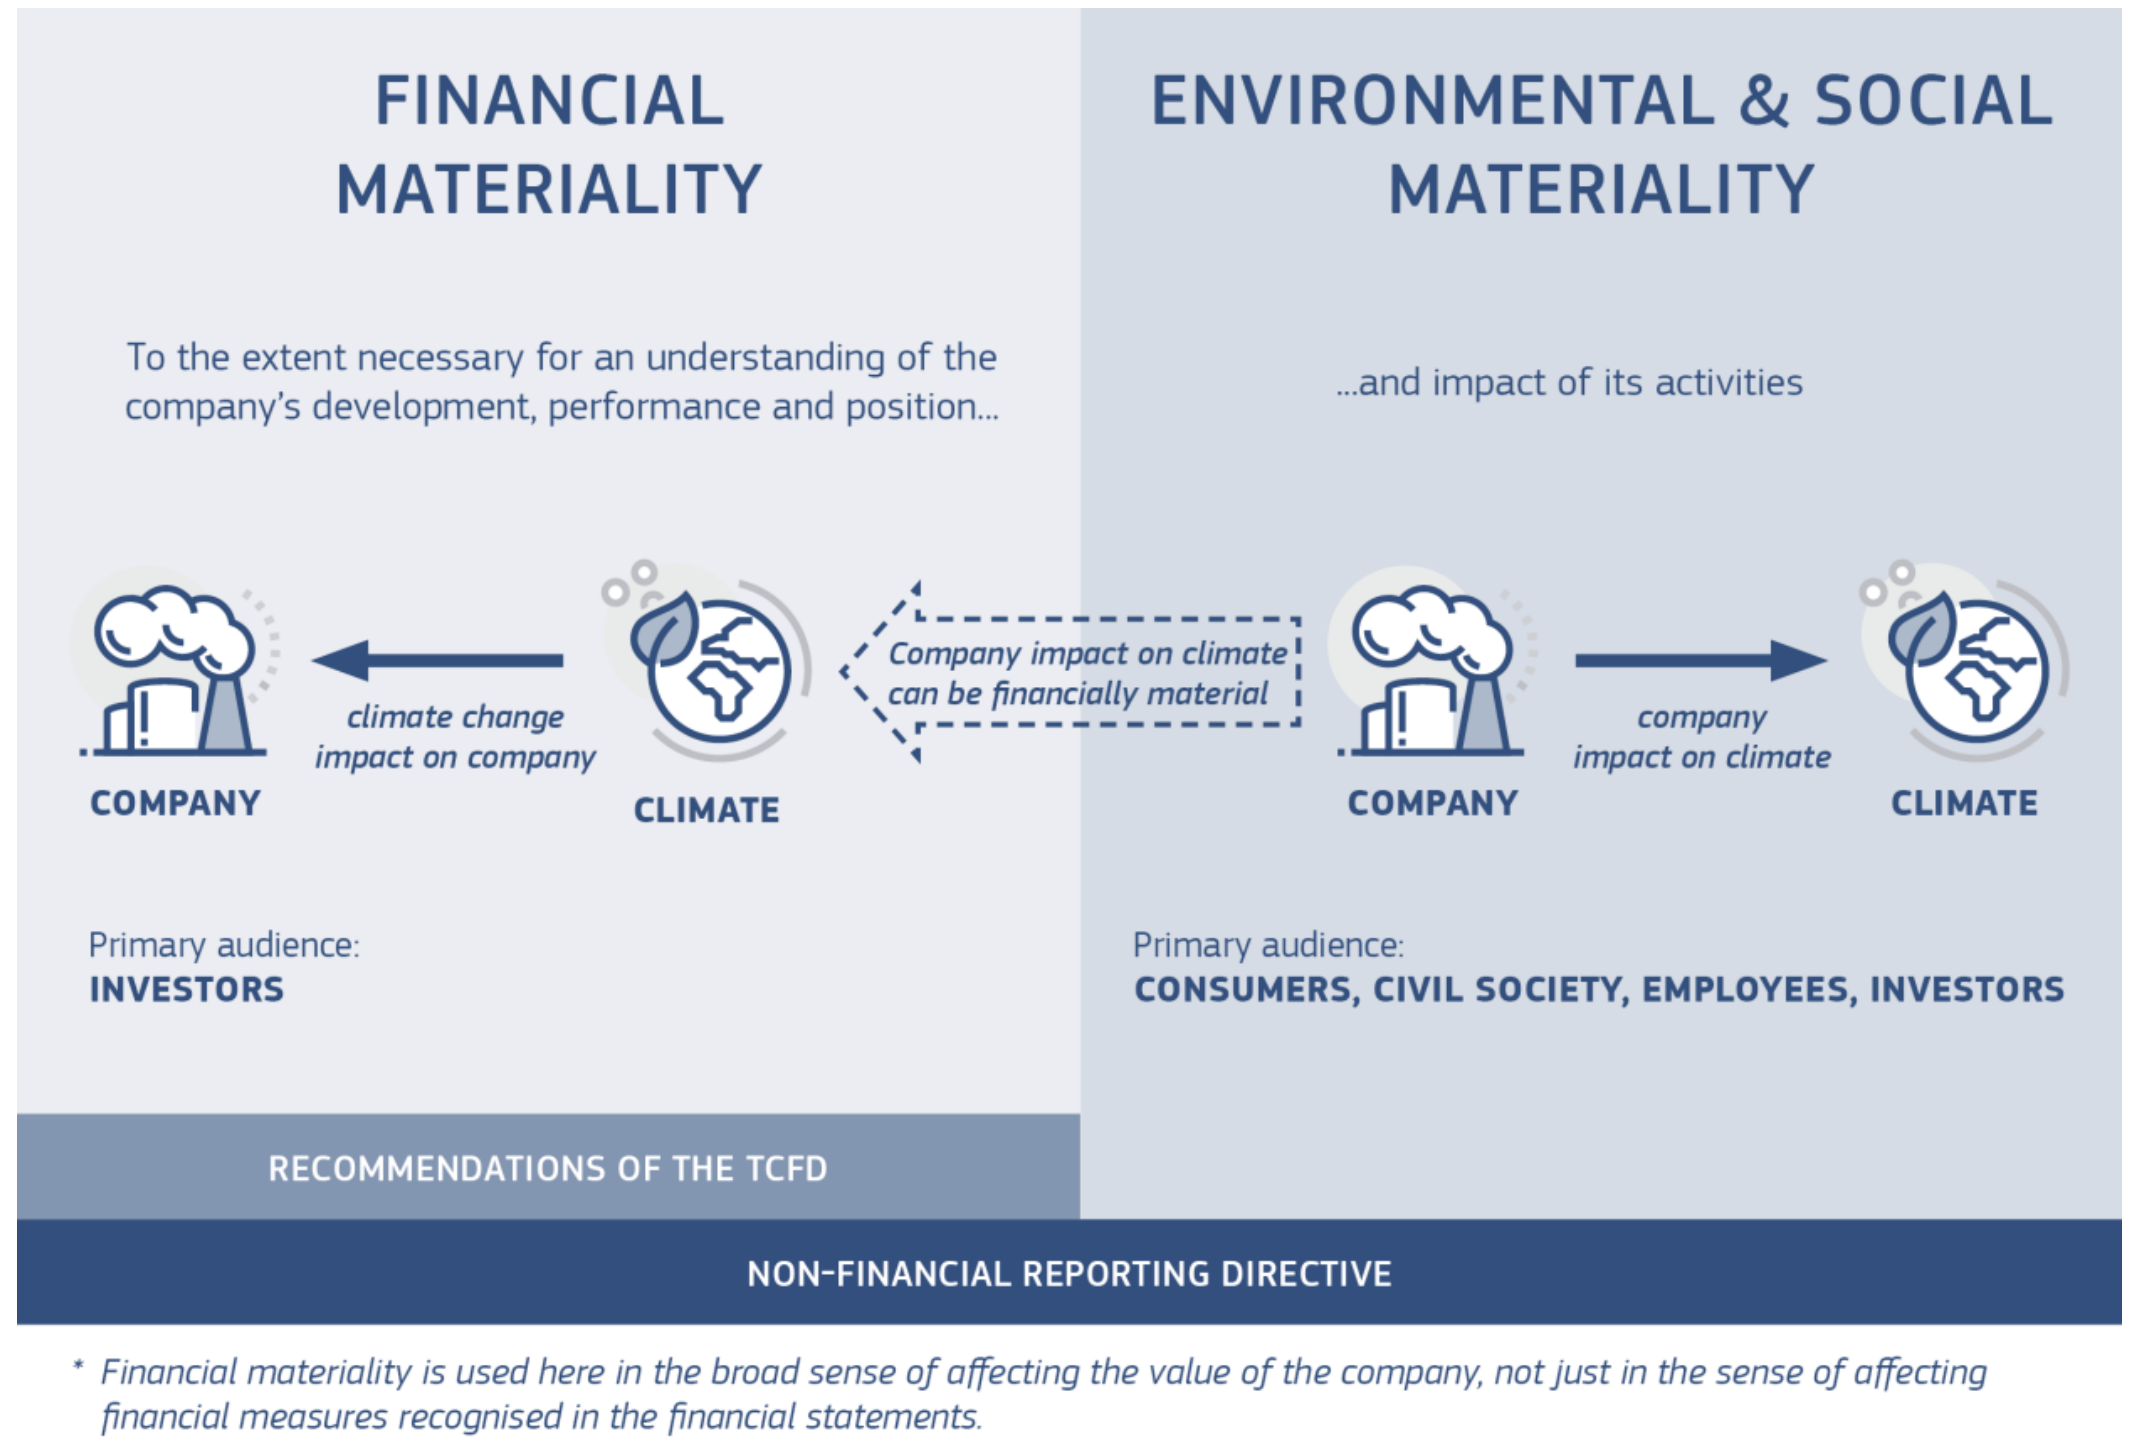 FINANCIAL
MATERIALITY
To the extent necessary for an understanding of the
company's development, performance and position...
climate change
impact on company
COMPANY
CLIMATE
Company impact on climate
can be financially material
Primary audience:
INVESTORS
RECOMMENDATIONS OF THE TCFD
ENVIRONMENTAL & SOCIAL
MATERIALITY
...and impact of its activities
company
impact on climate
COMPANY
CLIMATE
Primary audience:
CONSUMERS, CIVIL SOCIETY, EMPLOYEES, INVESTORS
NON-FINANCIAL REPORTING DIRECTIVE
* Financial materiality is used here in the broad sense of affecting the value of the company, not just in the sense of affecting
financial measures recognised in the financial statements.